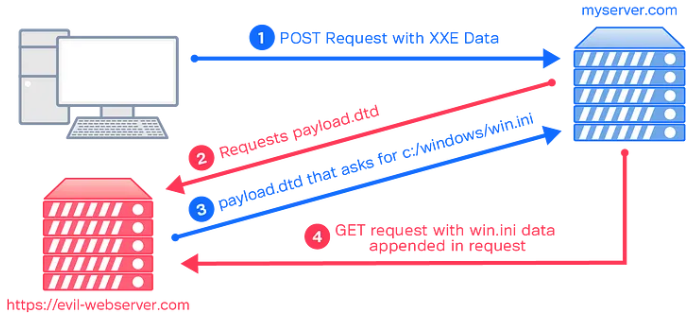 myserver.com
1 POST Request with XXE Data
2 Requests payload.dtd
3 payload.dtd that asks for c:/windows/win.ini
4 GET request with win.ini data
appended in request
https://evil-webserver.com